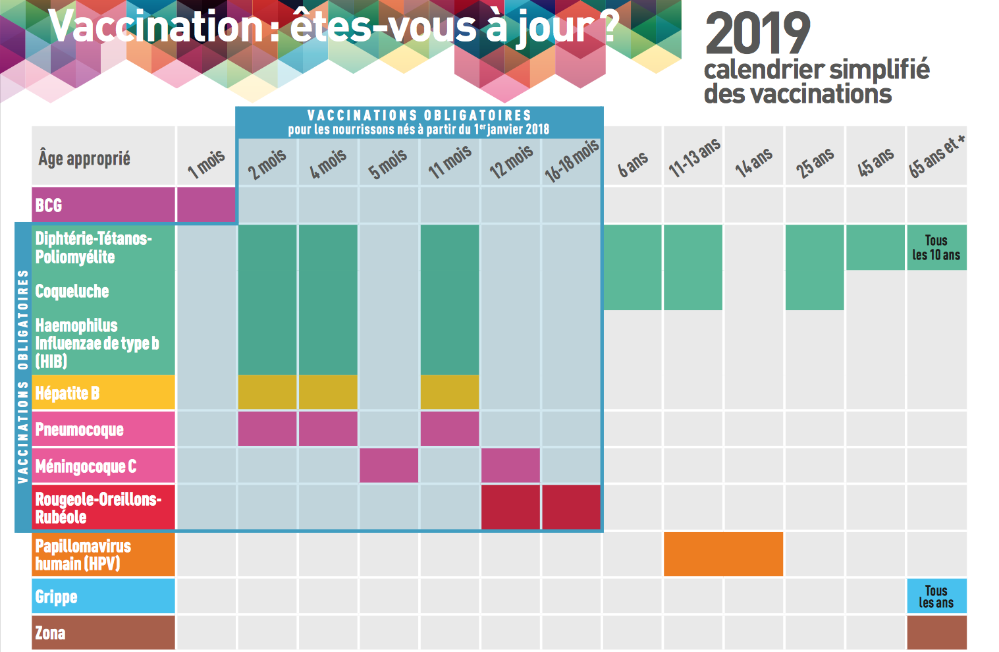 Vaccination : êtes-vous à jour ?
2019
calendrier simplifié
des vaccinations
VACCINATIONS OBLIGATOIRES
pour les nourrissons nés à partir du 1er janvier 2018
Âge approprié
1 mois
2 mois
4 mois
5 mois
11 mois
12 mois
16-18 mois
6 ans
11-13 ans
14 ans
25 ans
45 ans
65 ans et +
BCG
VACCINATIONS OBLIGATOIRES
Diphtérie-Tétanos-
Poliomyélite
Tous
les 10 ans
Coqueluche
Haemophilus
Influenzae de type b
(HIB)
Hépatite B
Pneumocoque
Méningocoque C
Rougeole-Oreillons-
Rubéole
Papillomavirus
humain (HPV)
Grippe
Tous
les ans
Zona